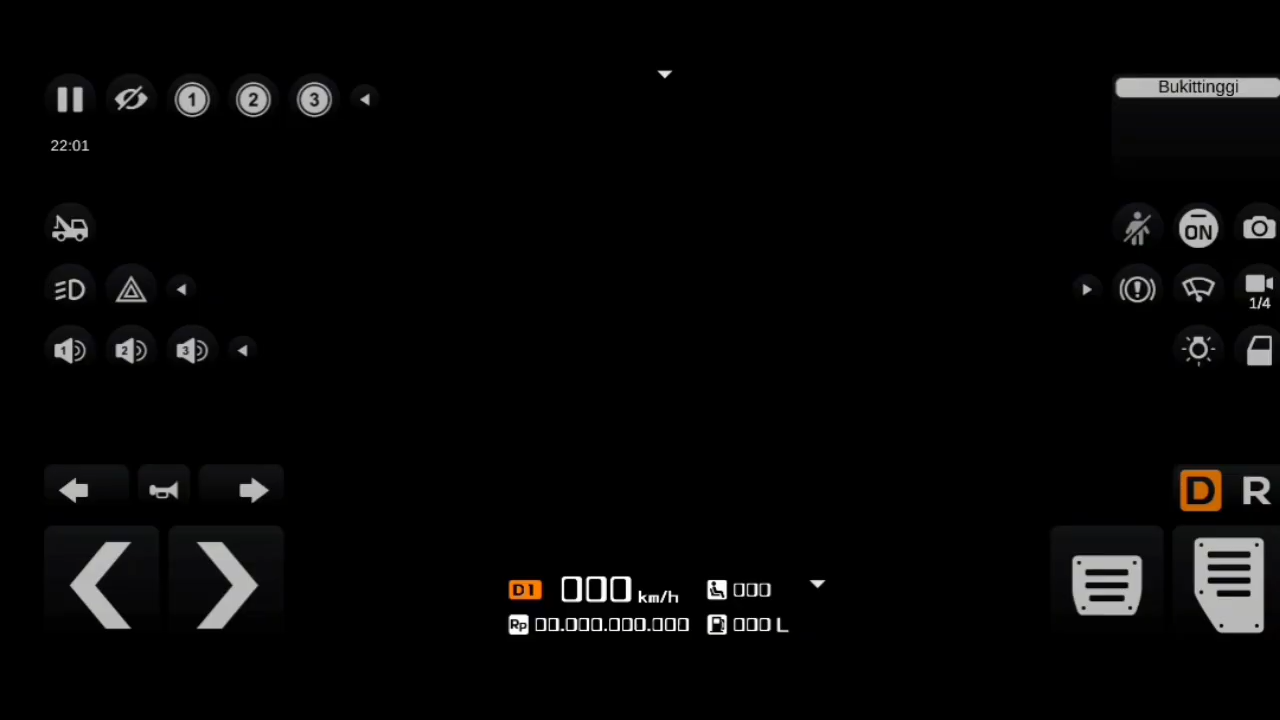 1 2 3
Bukittinggi
22:01
ON
1/4
1 2 3
D R
D1 000 km/h 000
Rp 00.000.000.000 000 L